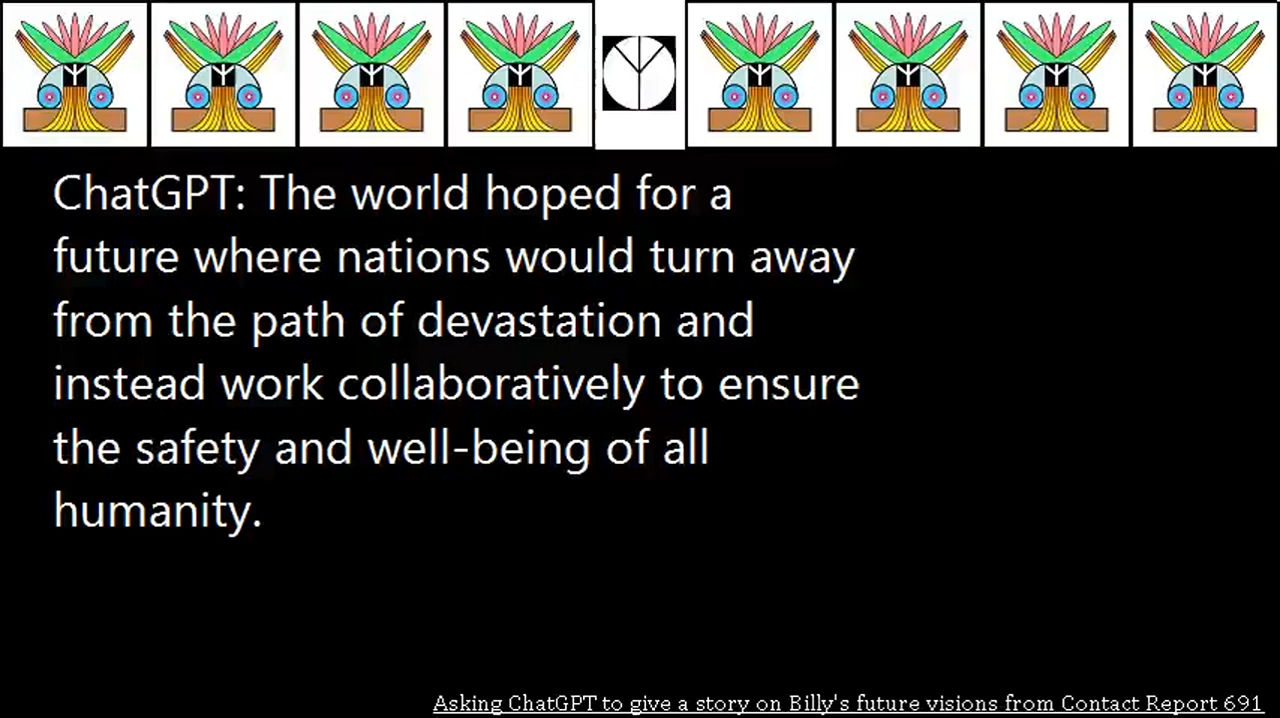 ChatGPT: The world hoped for a
future where nations would turn away
from the path of devastation and
instead work collaboratively to ensure
the safety and well-being of all
humanity.
Asking ChatGPT to give a story on Billy's future visions from Contact Report 691